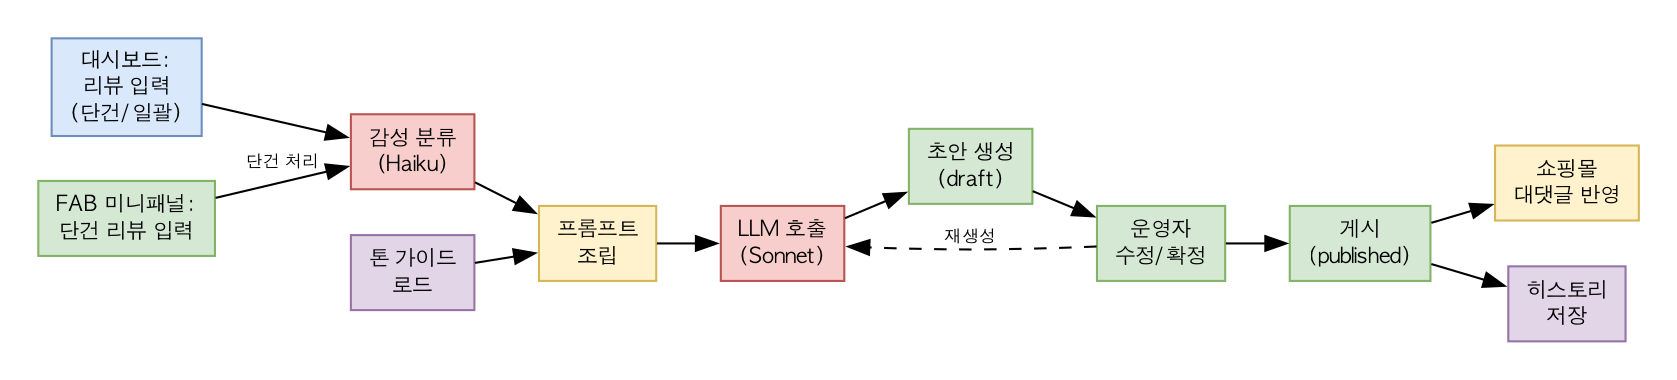 대시보드:
리뷰 입력
(단건/일괄)
FAB 미니패널:
단건 리뷰 입력
단건 처리
감성 분류
(Haiku)
톤 가이드
로드
프롬프트
조립
LLM 호출
(Sonnet)
초안 생성
(draft)
재생성
운영자
수정/확정
게시
(published)
쇼핑몰
대댓글 반영
히스토리
저장